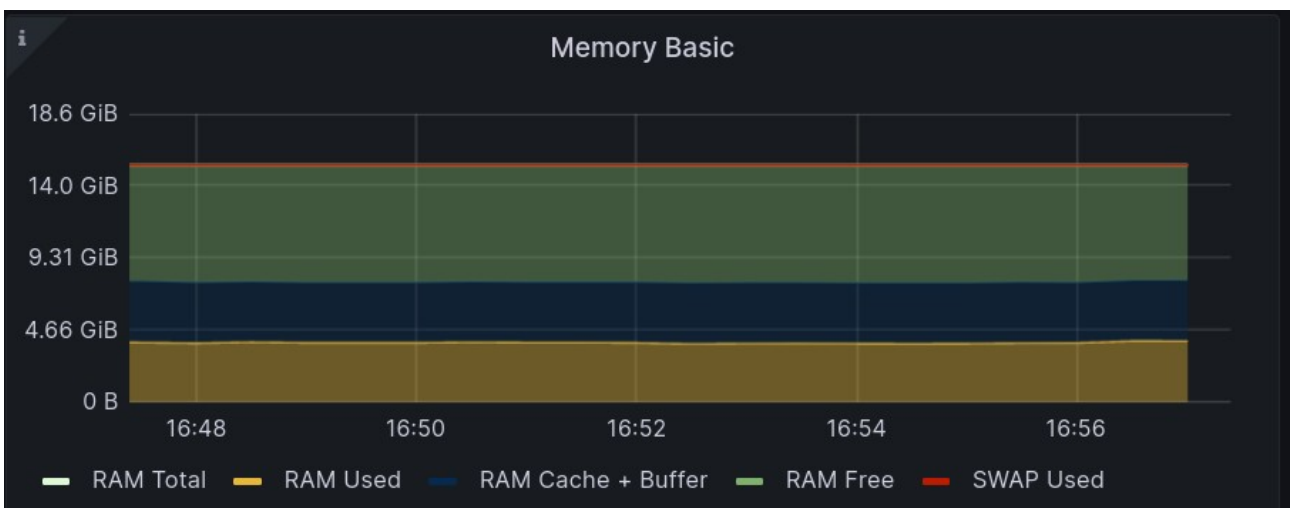 i
Memory Basic
18.6 GiB
14.0 GiB
9.31 GiB
4.66 GiB
0 B
16:48 16:50 16:52 16:54 16:56
RAM Total RAM Used RAM Cache + Buffer RAM Free SWAP Used